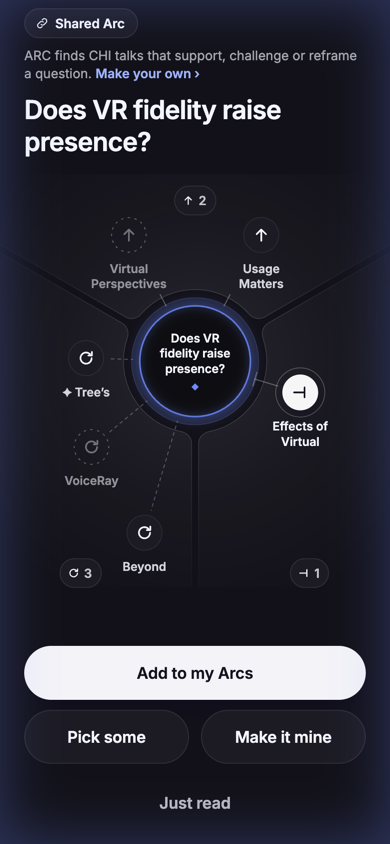 Shared Arc
ARC finds CHI talks that support, challenge or reframe
a question. Make your own ›
Does VR fidelity raise
presence?
2
Virtual
Perspectives
Usage
Matters
Does VR
fidelity raise
presence?
Tree's
Effects of
Virtual
VoiceRay
Beyond
3
1
Add to my Arcs
Pick some
Make it mine
Just read